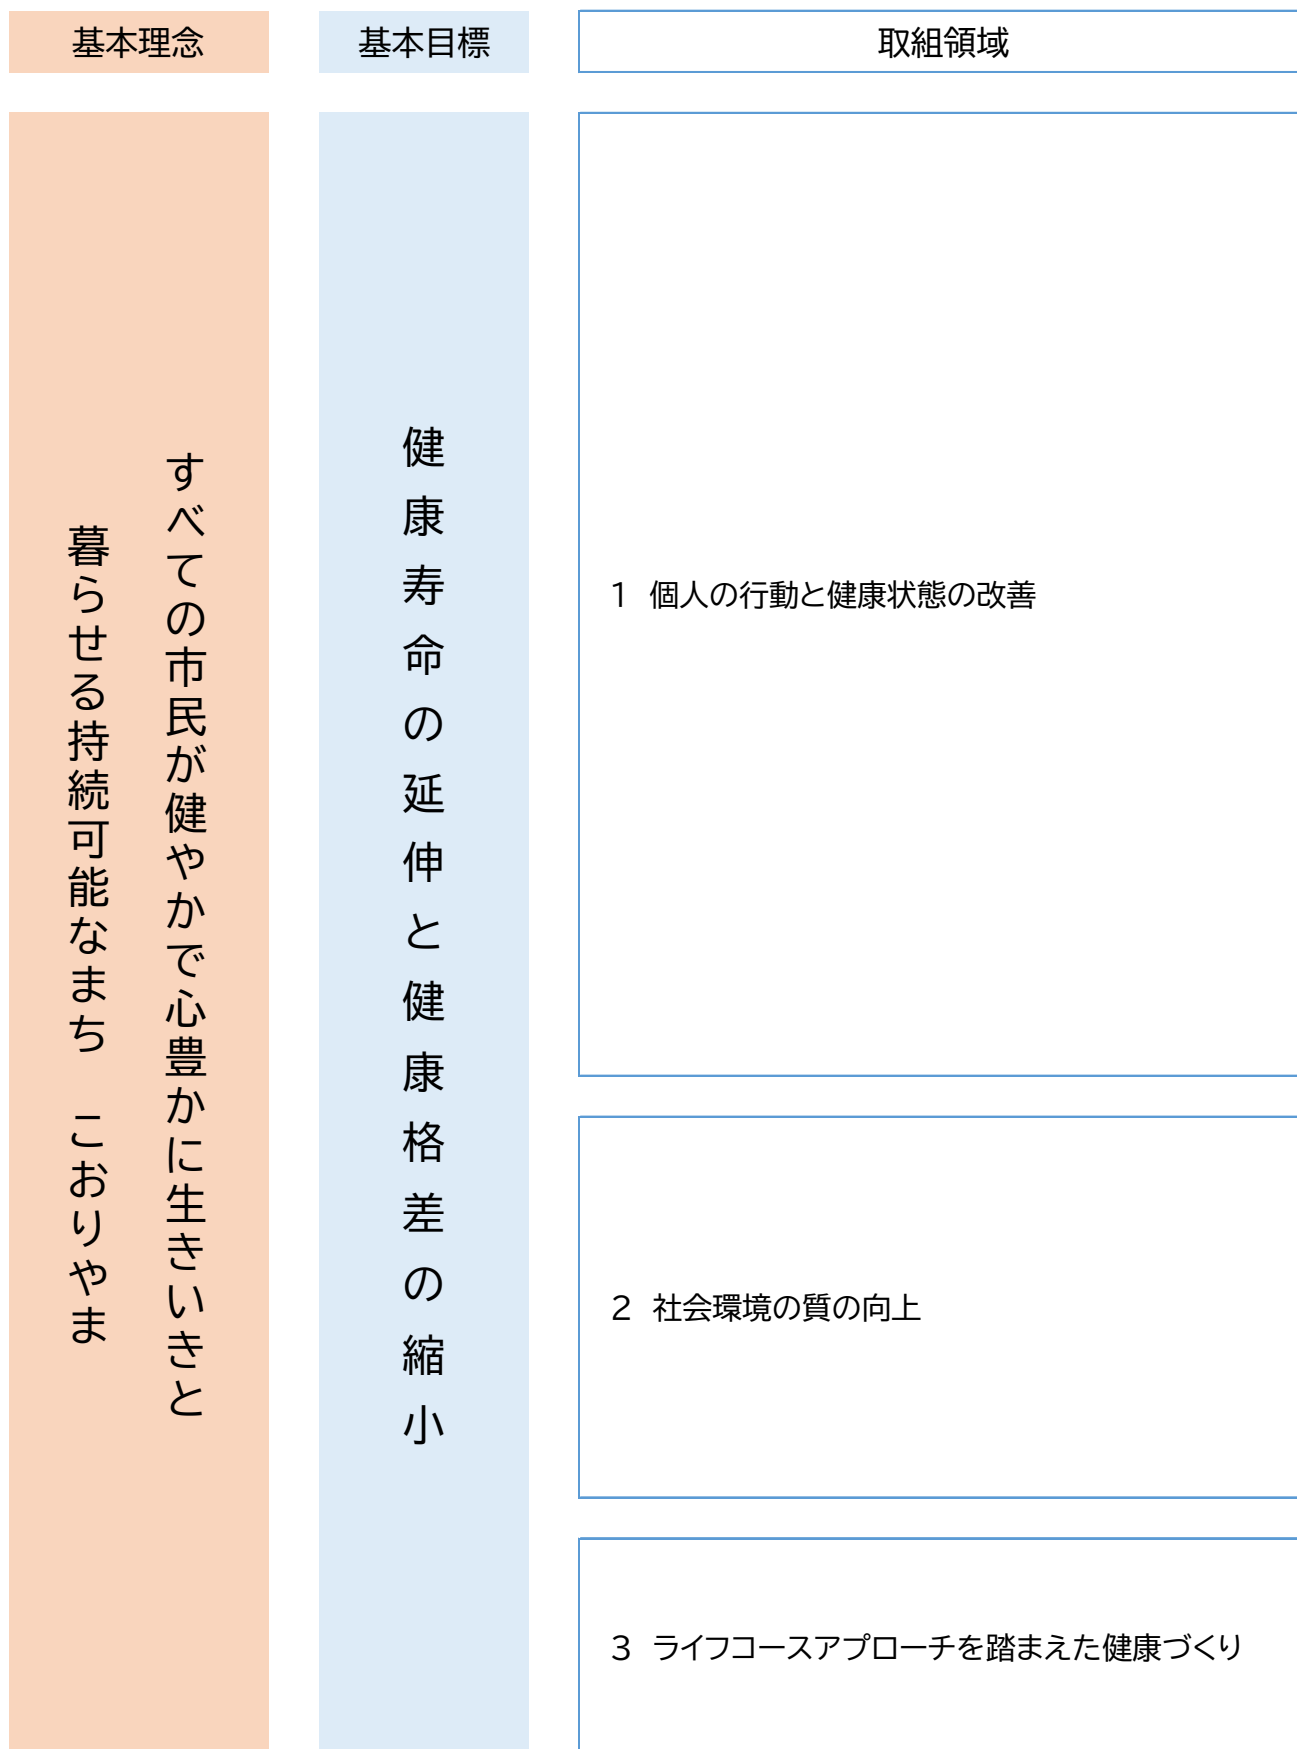 基本理念
基本目標
取組領域
すべての市民が健やかで心豊かに生きいきと
暮らせる持続可能なまち　こおりやま
健康寿命の延伸と健康格差の縮小
1　個人の行動と健康状態の改善
2　社会環境の質の向上
3　ライフコースアプローチを踏まえた健康づくり